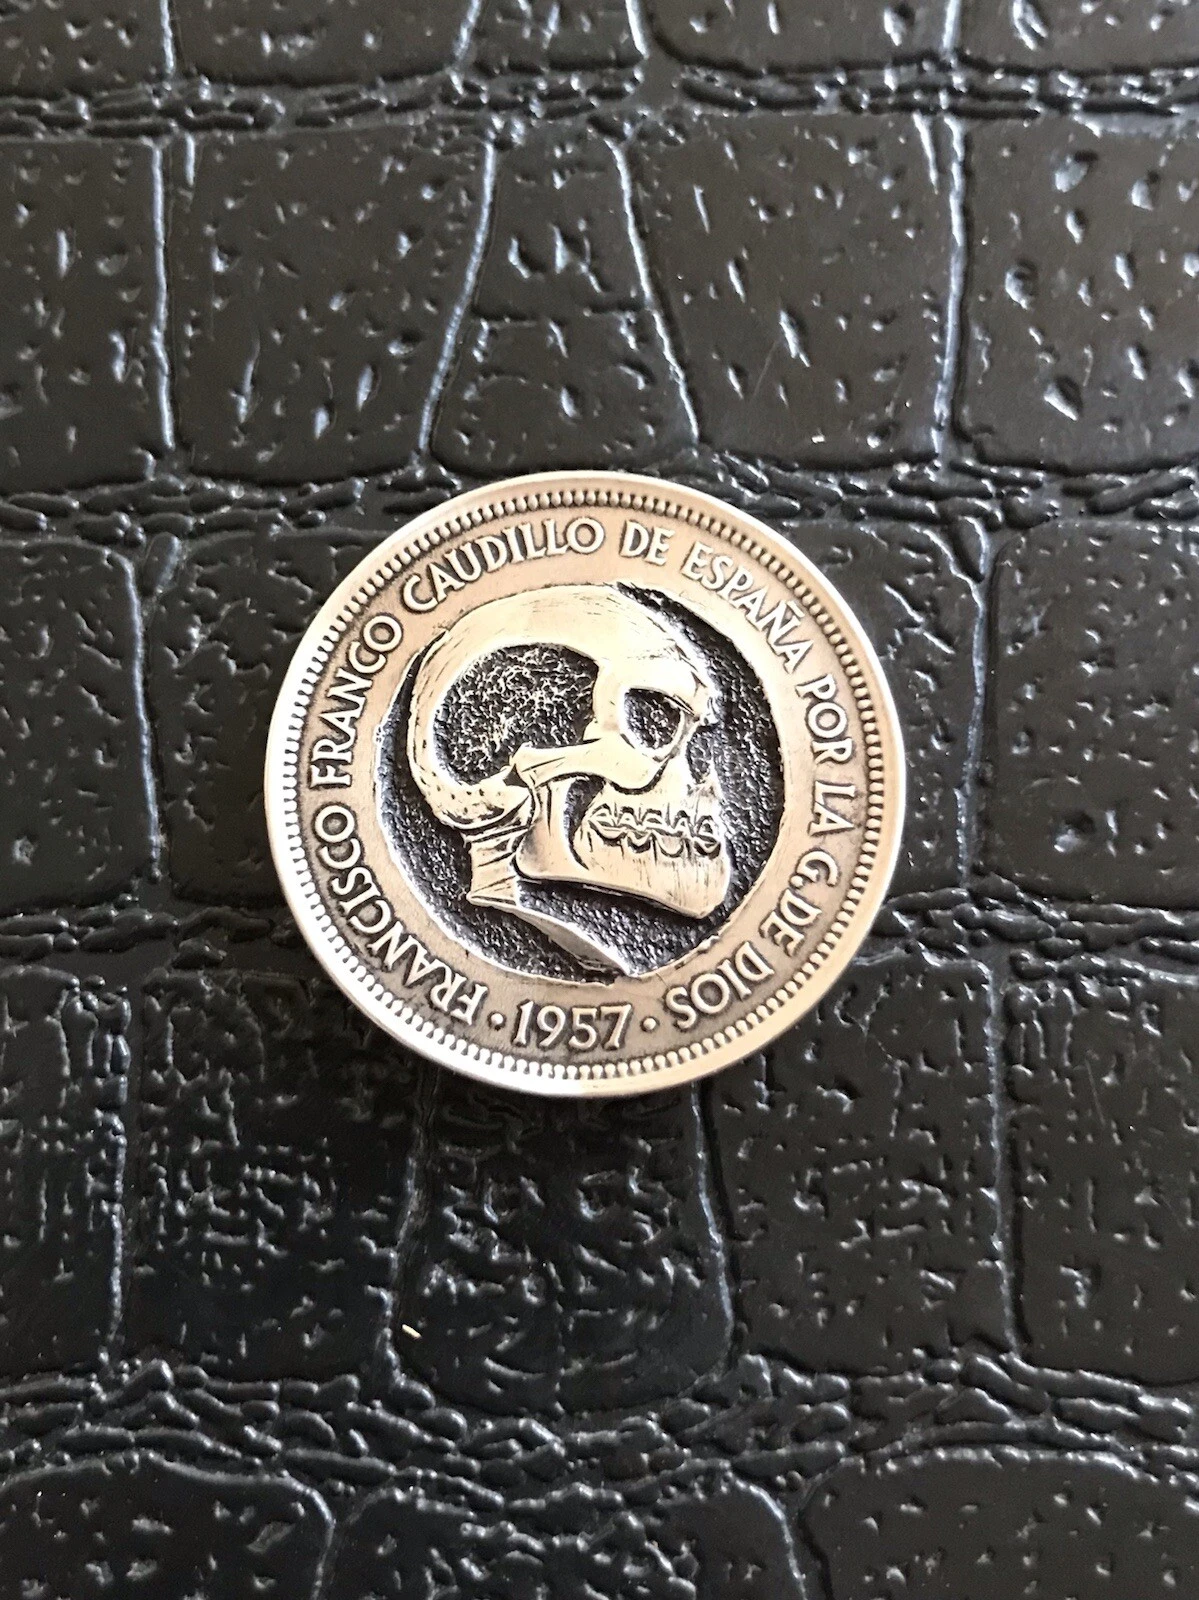 FRANCISCO FRANCO CAUDILLO DE ESPAÑA POR LA G. DE DIOS
· 1957 ·